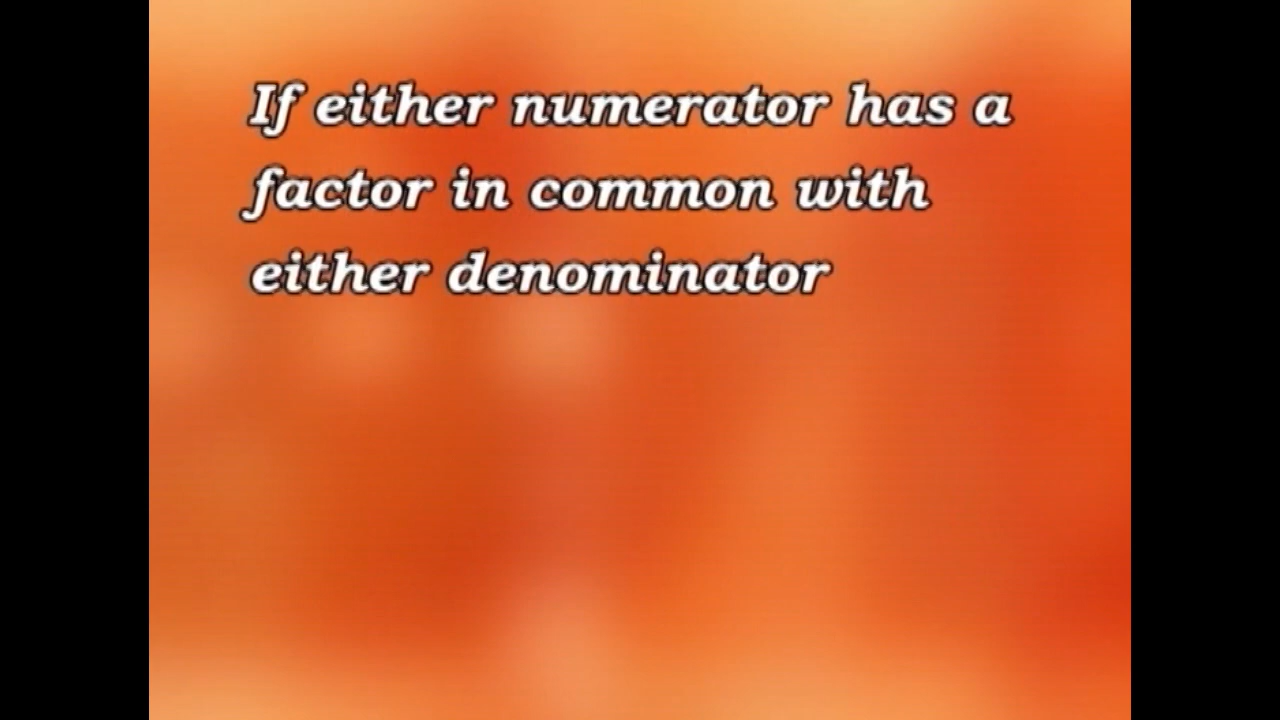 If either numerator has a
factor in common with
either denominator